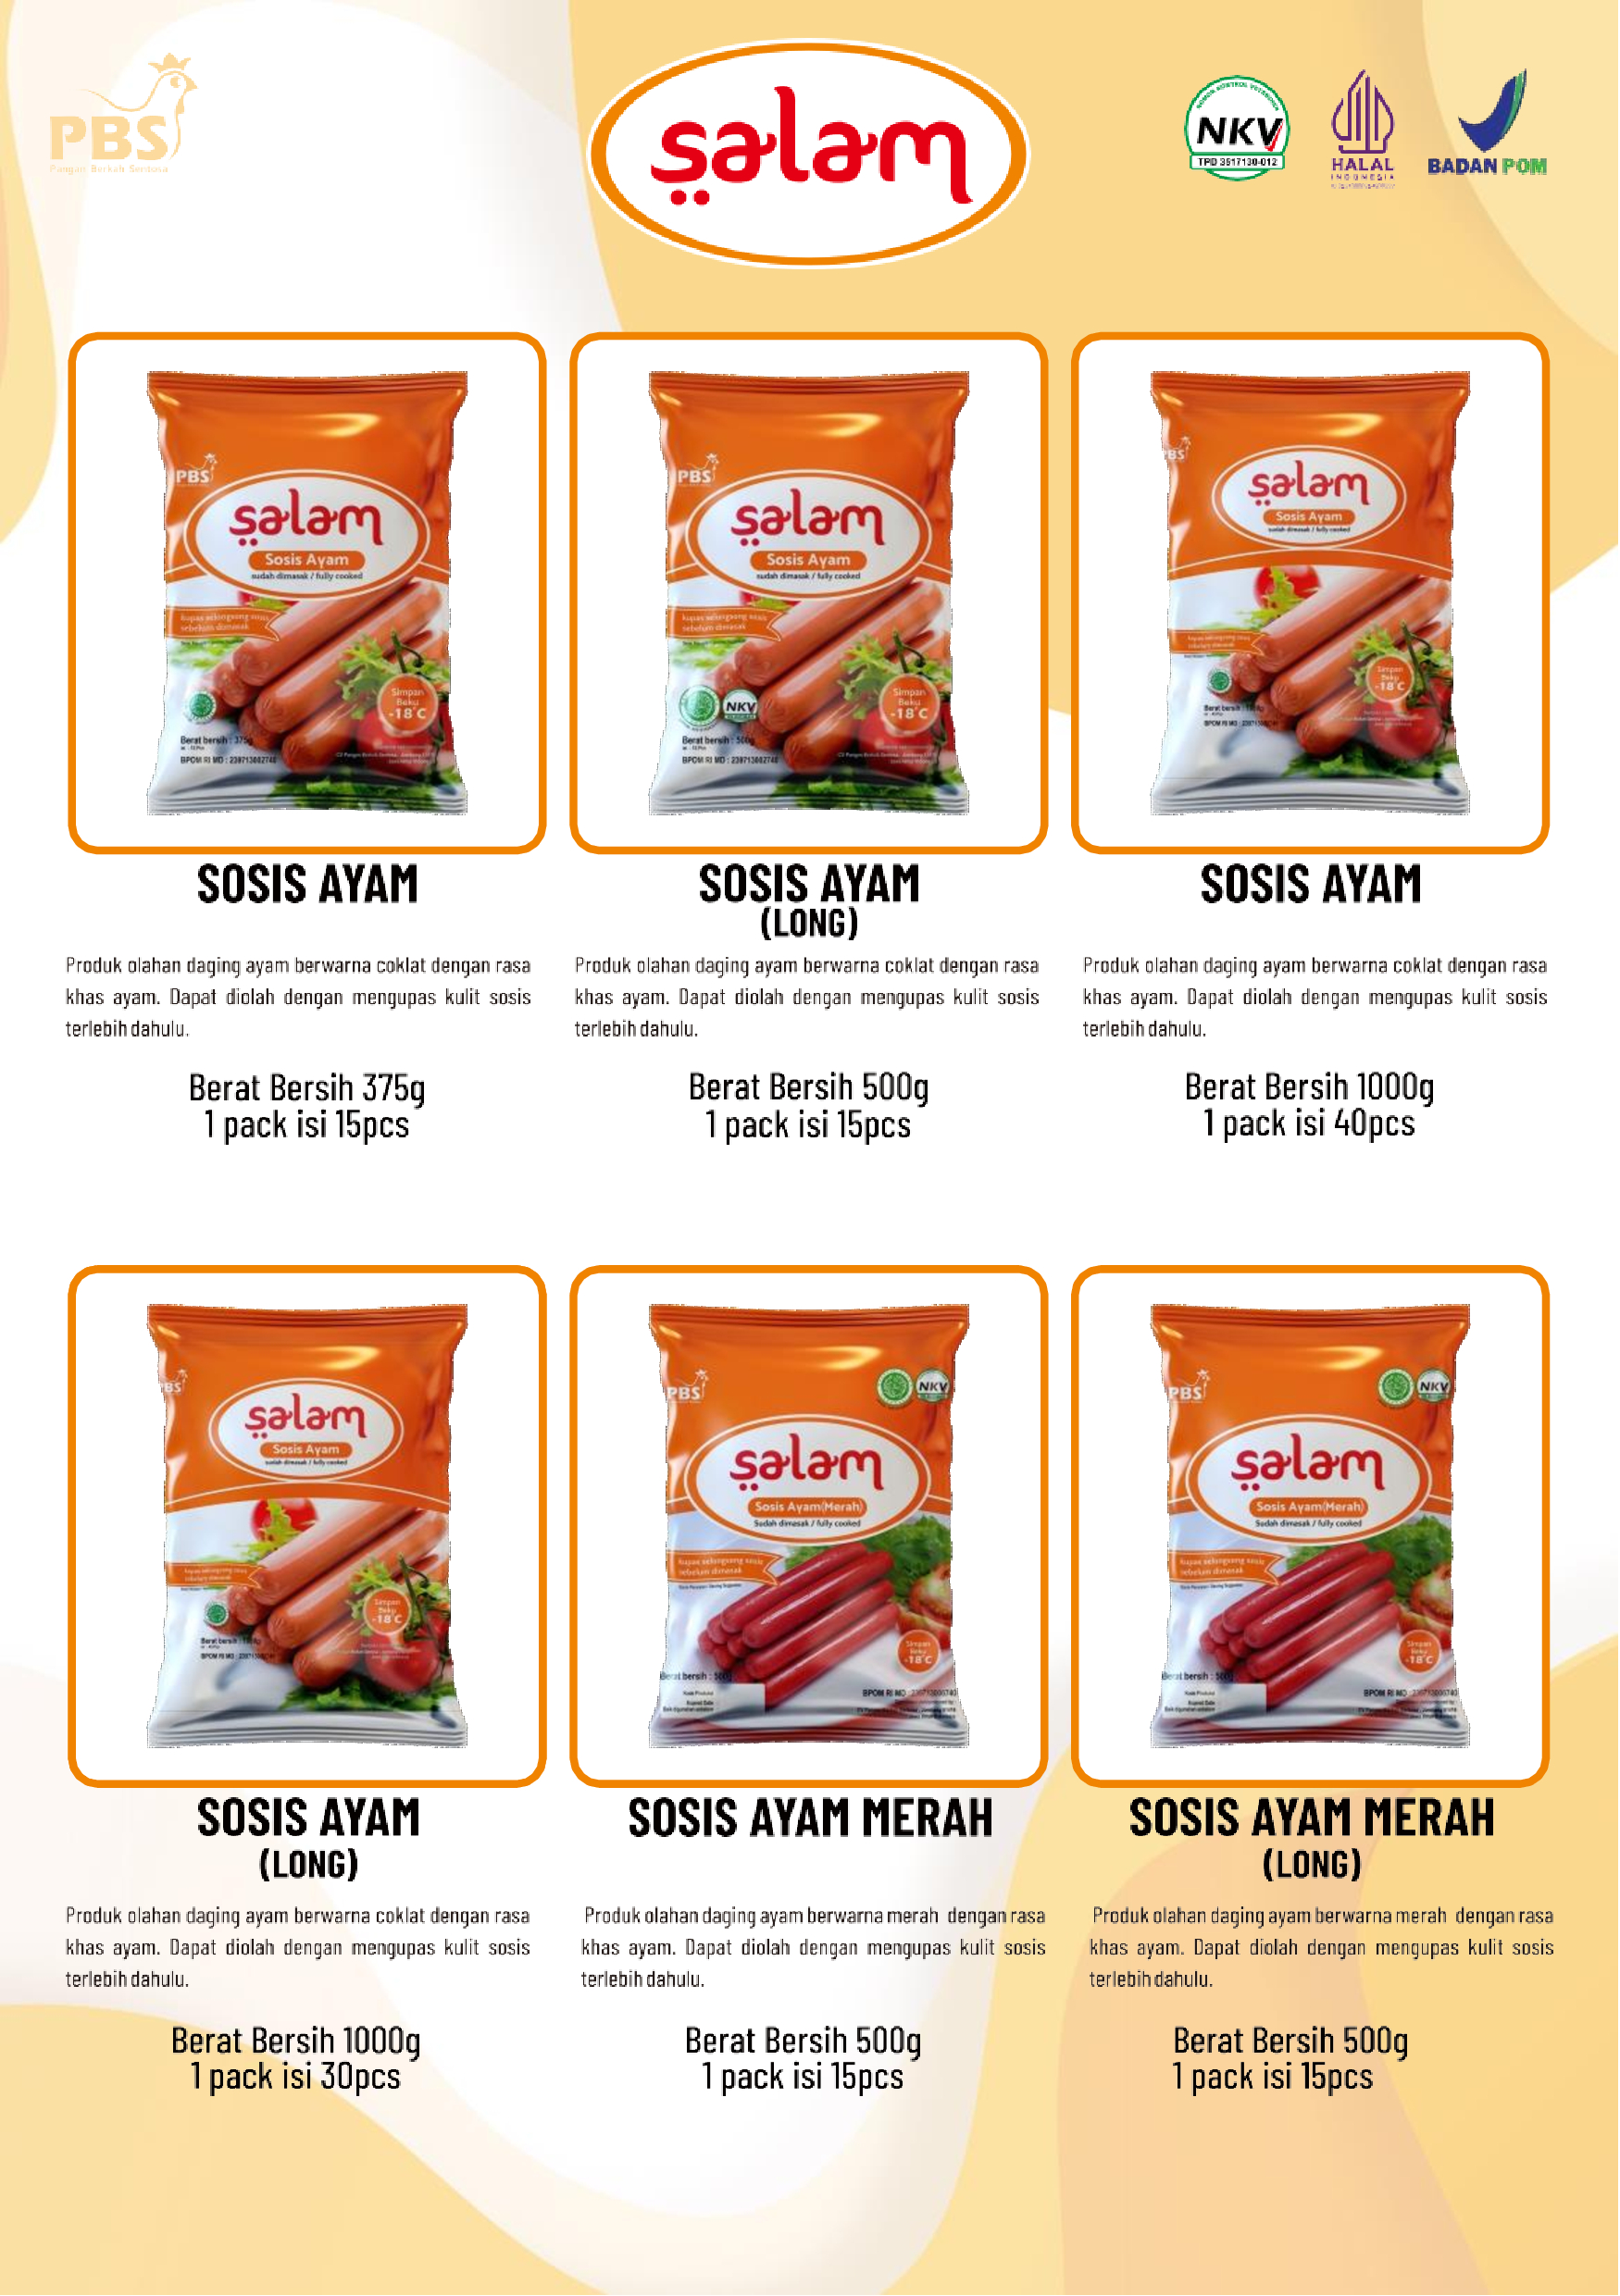 PBS
Pangan Berkah Sentosa
salam
NOMOR KONTROL VETERINER
NKV
TPD 3517130-012
HALAL
INDONESIA
BADAN POM
PBS
salam
Sosis Ayam
sudah dimasak / fully cooked
kupas selongsong sosis
sebelum dimasak
Simpan
Beku
-18°C
Berat bersih : 375g
BPOM RI MD :
PBS
salam
Sosis Ayam
sudah dimasak / fully cooked
kupas selongsong sosis
sebelum dimasak
NKV
Simpan
Beku
-18°C
Berat bersih : 500g
BPOM RI MD :
PBS
salam
Sosis Ayam
sudah dimasak / fully cooked
Simpan
Beku
-18°C
Berat bersih
BPOM RI MD
SOSIS AYAM
Produk olahan daging ayam berwarna coklat dengan rasa
khas ayam. Dapat diolah dengan mengupas kulit sosis
terlebih dahulu.
Berat Bersih 375g
1 pack isi 15pcs
SOSIS AYAM
(LONG)
Produk olahan daging ayam berwarna coklat dengan rasa
khas ayam. Dapat diolah dengan mengupas kulit sosis
terlebih dahulu.
Berat Bersih 500g
1 pack isi 15pcs
SOSIS AYAM
Produk olahan daging ayam berwarna coklat dengan rasa
khas ayam. Dapat diolah dengan mengupas kulit sosis
terlebih dahulu.
Berat Bersih 1000g
1 pack isi 40pcs
BS
salam
Sosis Ayam
sudah dimasak / fully cooked
Simpan
Beku
-18°C
Berat bersih
BPOM RI MD
PBS
NKV
salam
Sosis Ayam(Merah)
Sudah dimasak / fully cooked
kupas selongsong sosis
sebelum dimasak
Simpan
Beku
-18°C
Berat bersih : 500g
BPOM RI MD
PBS
NKV
salam
Sosis Ayam(Merah)
Sudah dimasak / fully cooked
kupas selongsong sosis
sebelum dimasak
Simpan
Beku
-18°C
Berat bersih : 500g
BPOM RI MD
SOSIS AYAM
(LONG)
Produk olahan daging ayam berwarna coklat dengan rasa
khas ayam. Dapat diolah dengan mengupas kulit sosis
terlebih dahulu.
Berat Bersih 1000g
1 pack isi 30pcs
SOSIS AYAM MERAH
Produk olahan daging ayam berwarna merah dengan rasa
khas ayam. Dapat diolah dengan mengupas kulit sosis
terlebih dahulu.
Berat Bersih 500g
1 pack isi 15pcs
SOSIS AYAM MERAH
(LONG)
Produk olahan daging ayam berwarna merah dengan rasa
khas ayam. Dapat diolah dengan mengupas kulit sosis
terlebih dahulu.
Berat Bersih 500g
1 pack isi 15pcs